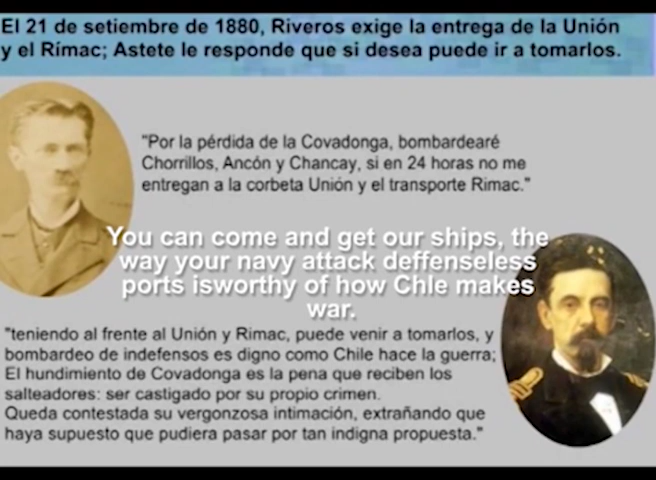 El 21 de setiembre de 1880, Riveros exige la entrega de la Unión
y el Rímac; Astete le responde que si desea puede ir a tomarlos.
"Por la pérdida de la Covadonga, bombardearé
Chorrillos, Ancón y Chancay, si en 24 horas no me
entregan a la corbeta Unión y el transporte Rimac."
You can come and get our ships, the
way your navy attack deffenseless
ports isworthy of how Chle makes
war.
"teniendo al frente al Unión y Rimac, puede venir a tomarlos, y
bombardeo de indefensos es digno como Chile hace la guerra;
El hundimiento de Covadonga es la pena que reciben los
salteadores: ser castigado por su propio crimen.
Queda contestada su vergonzosa intimación, extrañando que
haya supuesto que pudiera pasar por tan indigna propuesta."